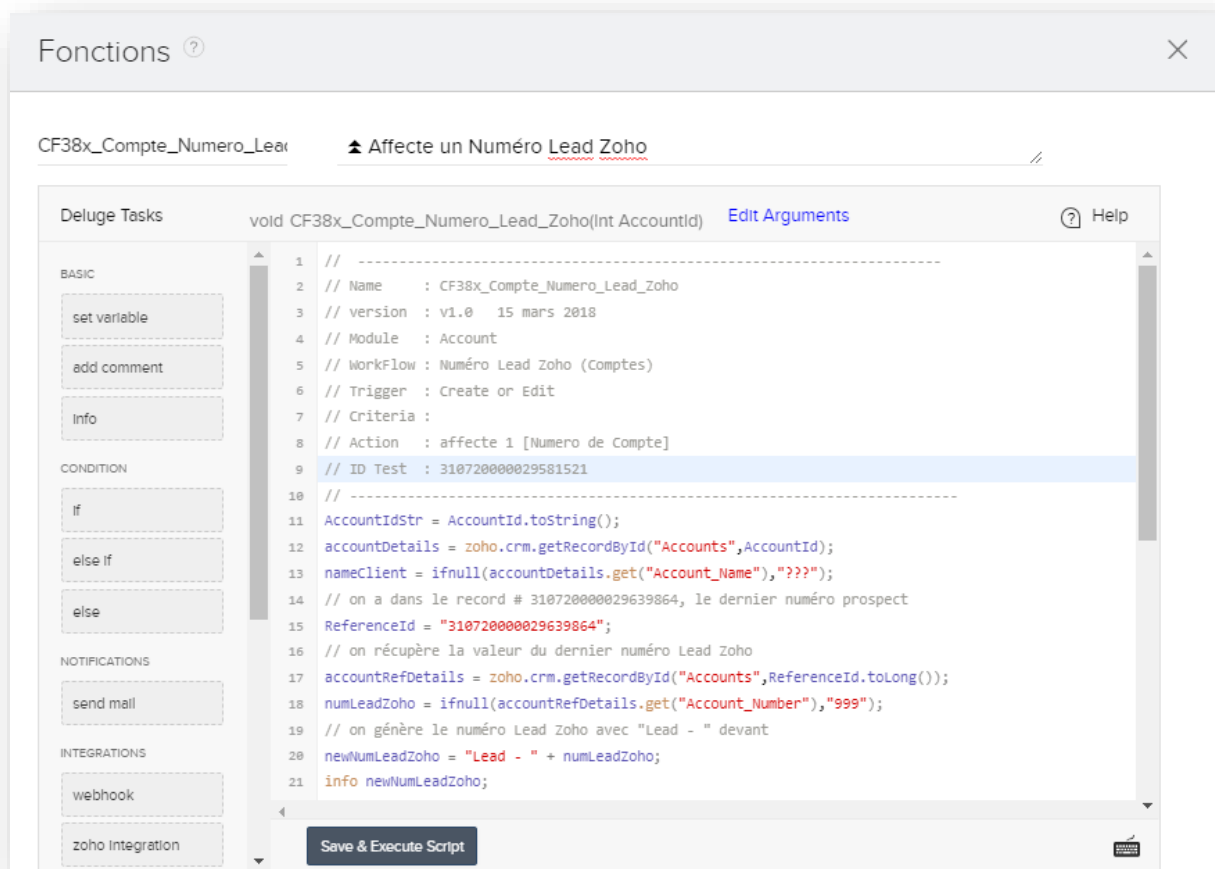 Fonctions ?
CF38x_Compte_Numero_Lead
Affecte un Numéro Lead Zoho
Deluge Tasks
void CF38x_Compte_Numero_Lead_Zoho(Int AccountId)
Edit Arguments
? Help
BASIC
set variable
add comment
Info
CONDITION
If
else If
else
NOTIFICATIONS
send mail
INTEGRATIONS
webhook
zoho Integration
1 // ------------------------------------------------------------------------
2 // Name : CF38x_Compte_Numero_Lead_Zoho
3 // version : v1.0 15 mars 2018
4 // Module : Account
5 // WorkFlow : Numéro Lead Zoho (Comptes)
6 // Trigger : Create or Edit
7 // Criteria :
8 // Action : affecte 1 [Numero de Compte]
9 // ID Test : 310720000029581521
10 // ---------------------------------------------------------------------------
11 AccountIdStr = AccountId.toString();
12 accountDetails = zoho.crm.getRecordById("Accounts",AccountId);
13 nameClient = ifnull(accountDetails.get("Account_Name"),"???");
14 // on a dans le record # 310720000029639864, le dernier numéro prospect
15 ReferenceId = "310720000029639864";
16 // on récupère la valeur du dernier numéro Lead Zoho
17 accountRefDetails = zoho.crm.getRecordById("Accounts",ReferenceId.toLong());
18 numLeadZoho = ifnull(accountRefDetails.get("Account_Number"),"999");
19 // on génère le numéro Lead Zoho avec "Lead - " devant
20 newNumLeadZoho = "Lead - " + numLeadZoho;
21 info newNumLeadZoho;
Save & Execute Script